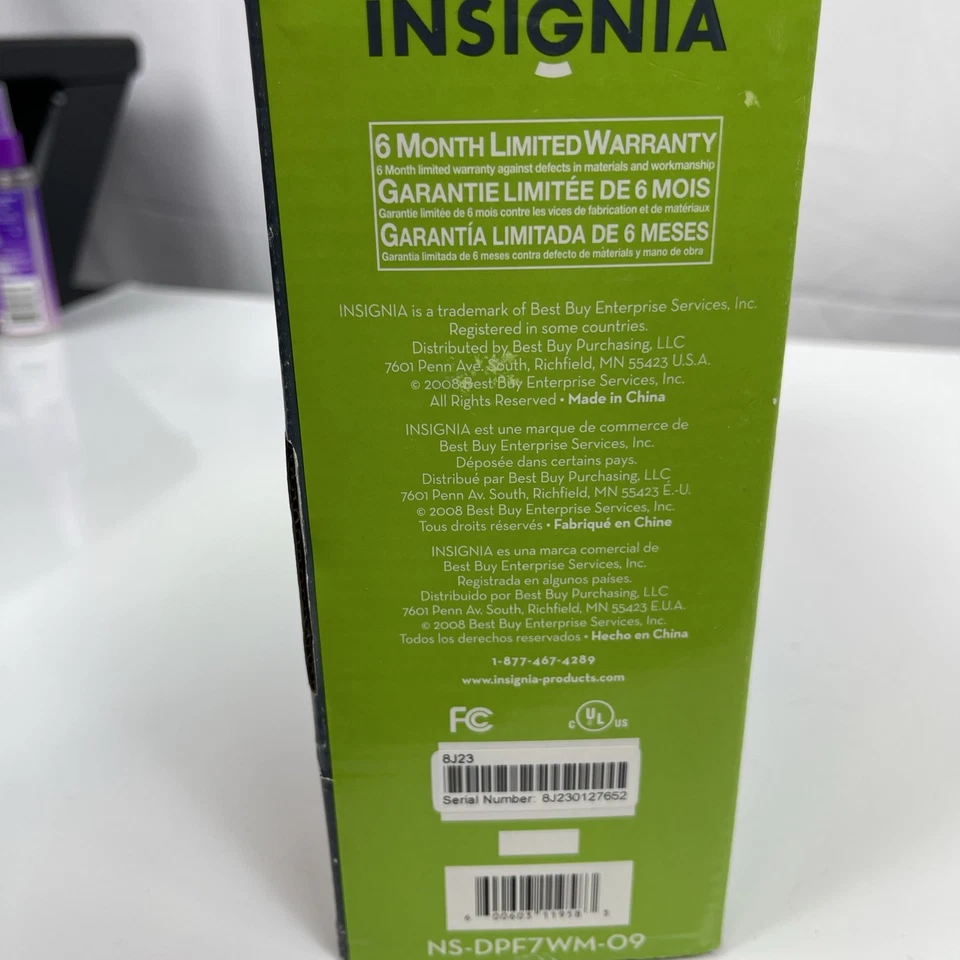 INSIGNIA
6 MONTH LIMITED WARRANTY
6 Month limited warranty against defects in materials and workmanship
GARANTIE LIMITÉE DE 6 MOIS
Garantie limitée de 6 mois contre les vices de fabrication et de matériaux
GARANTÍA LIMITADA DE 6 MESES
Garantía limitada de 6 meses contra defecto de materiales y mano de obra
INSIGNIA is a trademark of Best Buy Enterprise Services, Inc.
Registered in some countries.
Distributed by Best Buy Purchasing, LLC
7601 Penn Ave. South, Richfield, MN 55423 U.S.A.
© 2008 Best Buy Enterprise Services, Inc.
All Rights Reserved • Made in China
INSIGNIA est une marque de commerce de
Best Buy Enterprise Services, Inc.
Déposée dans certains pays.
Distribué par Best Buy Purchasing, LLC
7601 Penn Av. South, Richfield, MN 55423 É.-U.
© 2008 Best Buy Enterprise Services, Inc.
Tous droits réservés • Fabriqué en Chine
INSIGNIA es una marca comercial de
Best Buy Enterprise Services, Inc.
Registrada en algunos países.
Distribuido por Best Buy Purchasing, LLC
7601 Penn Av. South, Richfield, MN 55423 E.U.A.
© 2008 Best Buy Enterprise Services, Inc.
Todos los derechos reservados • Hecho en China
1-877-467-4289
www.insignia-products.com
FC c UL US
8J23
Serial Number: 8J230127652
6 00603 11958 3
NS-DPF7WM-09